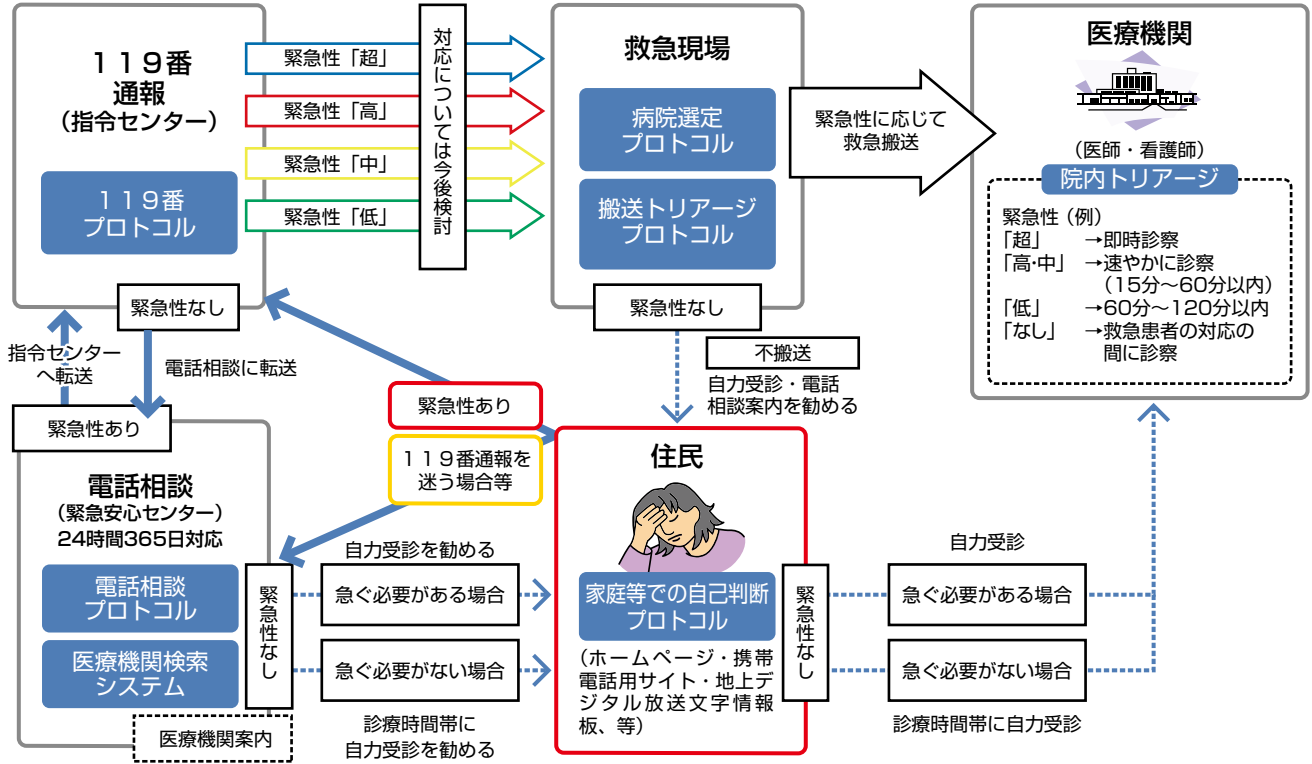 １１９番
通報
（指令センター）
１１９番
プロトコル
緊急性「超」
緊急性「高」
緊急性「中」
緊急性「低」
対応については今後検討
救急現場
病院選定
プロトコル
搬送トリアージ
プロトコル
緊急性に応じて
救急搬送
医療機関
（医師・看護師）
院内トリアージ
緊急性（例）
「超」　→即時診察
「高・中」　→速やかに診察
（15分～60分以内）
「低」　→60分～120分以内
「なし」　→救急患者の対応の
間に診察
緊急性なし
緊急性なし
指令センター
へ転送
電話相談に転送
不搬送
自力受診・電話
相談案内を勧める
緊急性あり
緊急性あり
１１９番通報を
迷う場合等
電話相談
（緊急安心センター）
24時間365日対応
電話相談
プロトコル
医療機関検索
システム
医療機関案内
緊急性なし
自力受診を勧める
急ぐ必要がある場合
急ぐ必要がない場合
診療時間帯に
自力受診を勧める
住民
家庭等での自己判断
プロトコル
（ホームページ・携帯
電話用サイト・地上デ
ジタル放送文字情報
板、等）
緊急性なし
自力受診
急ぐ必要がある場合
急ぐ必要がない場合
診療時間帯に自力受診